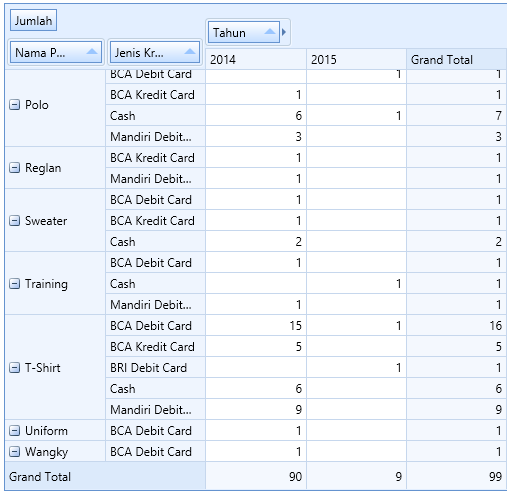 Jumlah
Nama P... Jenis Kr... Tahun
2014 2015 Grand Total
BCA Debit Card 1 1
Polo BCA Kredit Card 1 1
Cash 6 1 7
Mandiri Debit... 3 3
Reglan BCA Kredit Card 1 1
Mandiri Debit... 1 1
Sweater BCA Debit Card 1 1
BCA Kredit Card 1 1
Cash 2 2
Training BCA Debit Card 1 1
Cash 1 1
Mandiri Debit... 1 1
T-Shirt BCA Debit Card 15 1 16
BCA Kredit Card 5 5
BRI Debit Card 1 1
Cash 6 6
Mandiri Debit... 9 9
Uniform BCA Debit Card 1 1
Wangky BCA Debit Card 1 1
Grand Total 90 9 99